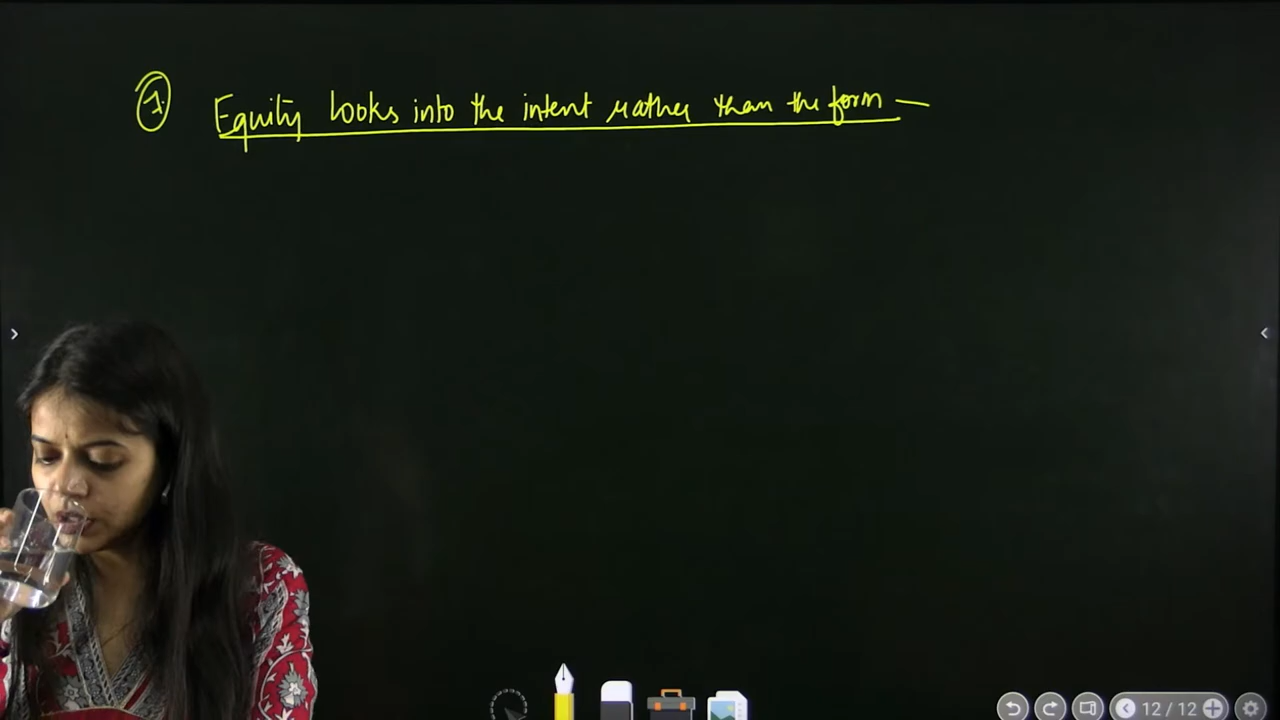 7. Equity looks into the intent rather than the form —
12 / 12